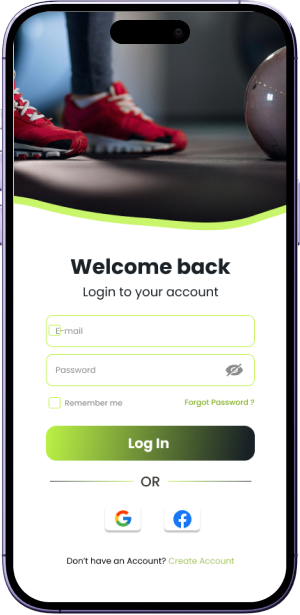 Welcome back
Login to your account
E-mail
Password
Remember me Forgot Password ?
Log In
OR
Don't have an Account? Create Account